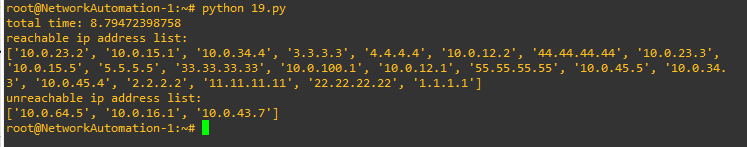 root@NetworkAutomation-1:~# python 19.py
total time: 8.79472398758
reachable ip address list:
['10.0.23.2', '10.0.15.1', '10.0.34.4', '3.3.3.3', '4.4.4.4', '10.0.12.2', '44.44.44.44', '10.0.23.3',
'10.0.15.5', '5.5.5.5', '33.33.33.33', '10.0.100.1', '10.0.12.1', '55.55.55.55', '10.0.45.5', '10.0.34.
3', '10.0.45.4', '2.2.2.2', '11.11.11.11', '22.22.22.22', '1.1.1.1']
unreachable ip address list:
['10.0.64.5', '10.0.16.1', '10.0.43.7']
root@NetworkAutomation-1:~#